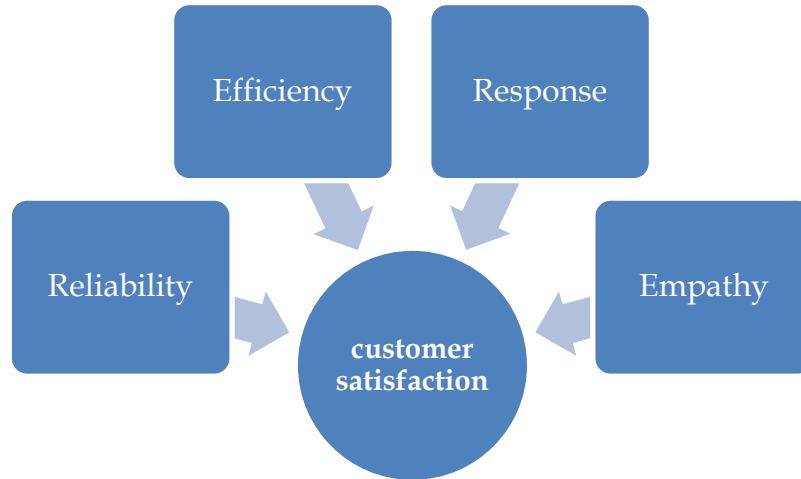 Efficiency
Response
Reliability
Empathy
customer
satisfaction